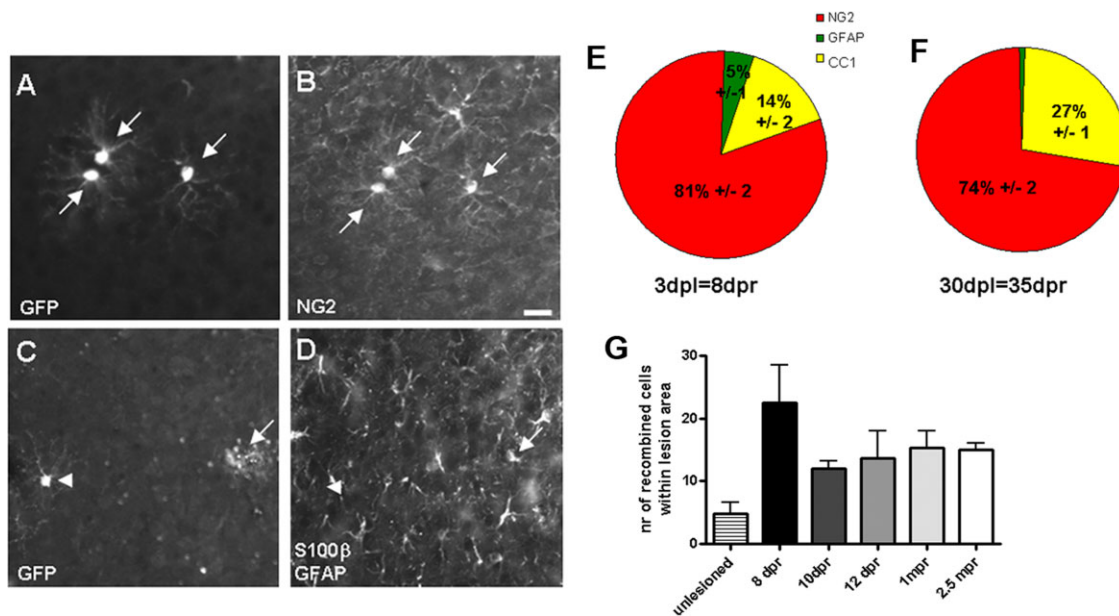 A
GFP
B
NG2
C
GFP
D
S100β
GFAP
NG2
GFAP
CC1
E
5%
+/-1
14%
+/- 2
81% +/- 2
3dpl=8dpr
F
27%
+/- 1
74% +/- 2
30dpl=35dpr
G
nr of recombined cells
within lesion area
30
20
10
0
unlesioned
8 dpr
10dpr
12 dpr
1mpr
2.5 mpr